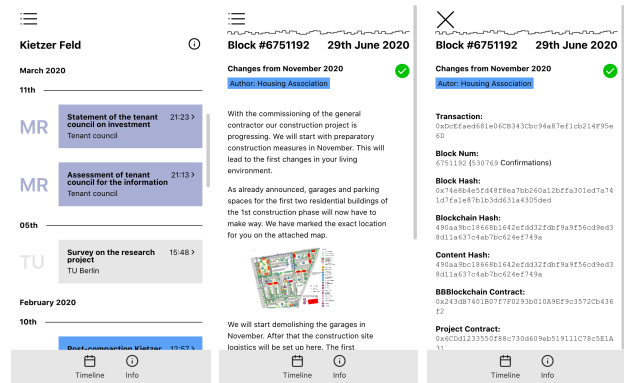 Kietzer Feld
March 2020
11th
MR
Statement of the tenant
council on investment
21:23
Tenant council
MR
Assessment of tenant
council for the information
21:13
Tenant council
05th
TU
Survey on the research
project
15:48
TU Berlin
February 2020
10th
Post-compaction Kietzer
12:57
Timeline
Info
Block #6751192
29th June 2020
Changes from November 2020
Autor: Housing Association
With the commissioning of the general
contractor our construction project is
progressing. We will start with preparatory
construction measures in November. This will
lead to the first changes in your living
environment.
As already announced, garages and parking
spaces for the first two residential buildings of
the 1st construction phase will now have to
make way. We have marked the exact location
for you on the attached map.
We will start demolishing the garages in
November. After that the construction site
logistics will be set up here. The first
Timeline
Info
Block #6751192
29th June 2020
Changes from November 2020
Autor: Housing Association
Transaction:
0xDcEfaed681e06CB343Cbc94a87ef1cb214F95e
6D
Block Num:
6751192 (530769 Confirmations)
Block Hash:
0x74e8b4e5fd48f8ea7bb260a12bffa301ed7a74
1d7fa1e87b1b3dd631a4305ded
Blockchain Hash:
490aa9bc18668b1642efdd32fdbf9a9f56cd9ed3
8d11a637c4ab7bc624ef749a
Content Hash:
490aa9bc18668b1642efdd32fdbf9a9f56cd9ed3
8d11a637c4ab7bc624ef749a
BBBlockchain Contract:
0x243dB7401B07f7F0293b010A9Ef9c3572Cb436
f2
Project Contract:
0x6CDd1233550f88c730d609eb519111C78c5E1A
31
Timeline
Info